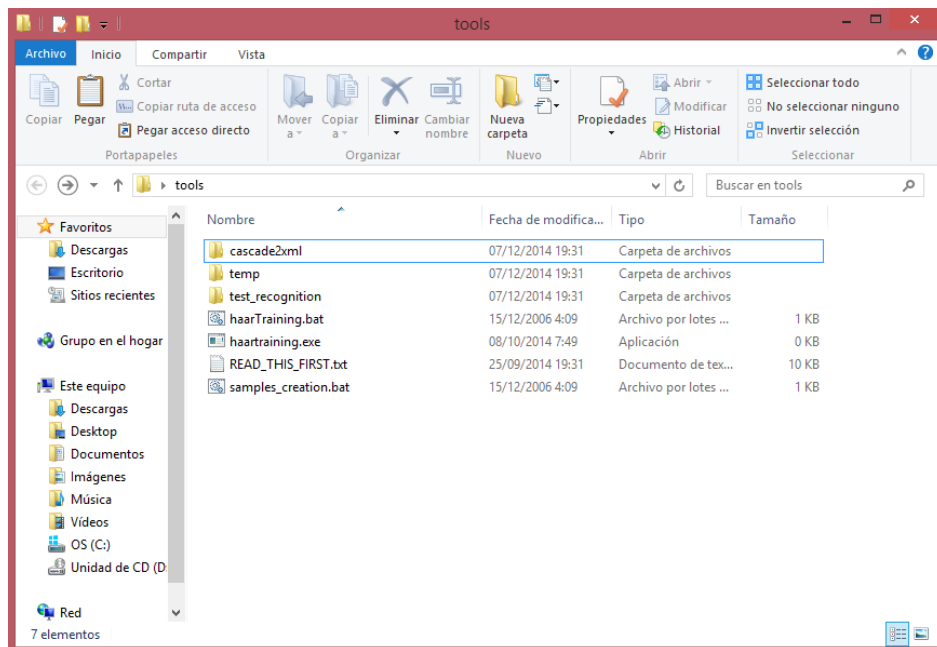 tools
Archivo Inicio Compartir Vista
Copiar
Pegar
Cortar
Copiar ruta de acceso
Pegar acceso directo
Portapapeles
Mover a
Copiar a
Eliminar
Cambiar nombre
Organizar
Nueva carpeta
Nuevo
Propiedades
Abrir
Modificar
Historial
Abrir
Seleccionar todo
No seleccionar ninguno
Invertir selección
Seleccionar
tools
Buscar en tools
Favoritos
Descargas
Escritorio
Sitios recientes
Grupo en el hogar
Este equipo
Descargas
Desktop
Documentos
Imágenes
Música
Vídeos
OS (C:)
Unidad de CD (D:
Red
Nombre Fecha de modifica... Tipo Tamaño
cascade2xml 07/12/2014 19:31 Carpeta de archivos
temp 07/12/2014 19:31 Carpeta de archivos
test_recognition 07/12/2014 19:31 Carpeta de archivos
haarTraining.bat 15/12/2006 4:09 Archivo por lotes ... 1 KB
haartraining.exe 08/10/2014 7:49 Aplicación 0 KB
READ_THIS_FIRST.txt 25/09/2014 19:31 Documento de tex... 10 KB
samples_creation.bat 15/12/2006 4:09 Archivo por lotes ... 1 KB
7 elementos